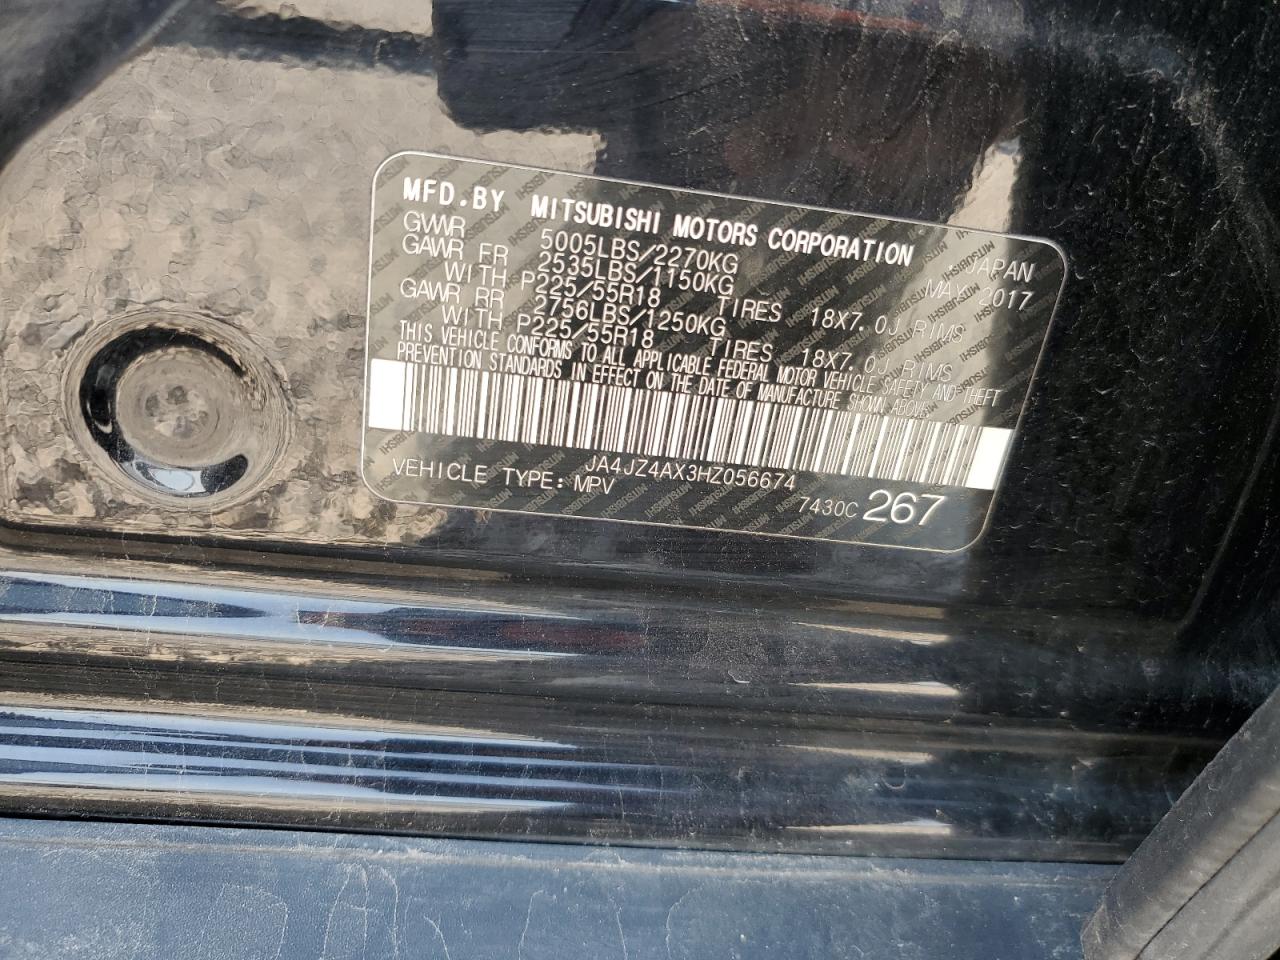 MFD.BY MITSUBISHI MOTORS CORPORATION JAPAN
GVWR 5005LBS/2270KG MAY 2017
GAWR FR 2535LBS/1150KG
WITH P225/55R18 TIRES 18X7.0J RIMS
GAWR RR 2756LBS/1250KG
WITH P225/55R18 TIRES 18X7.0J RIMS
THIS VEHICLE CONFORMS TO ALL APPLICABLE FEDERAL MOTOR VEHICLE SAFETY AND THEFT
PREVENTION STANDARDS IN EFFECT ON THE DATE OF MANUFACTURE SHOWN ABOVE.
JA4JZ4AX3HZ056674
VEHICLE TYPE: MPV
7430C 267